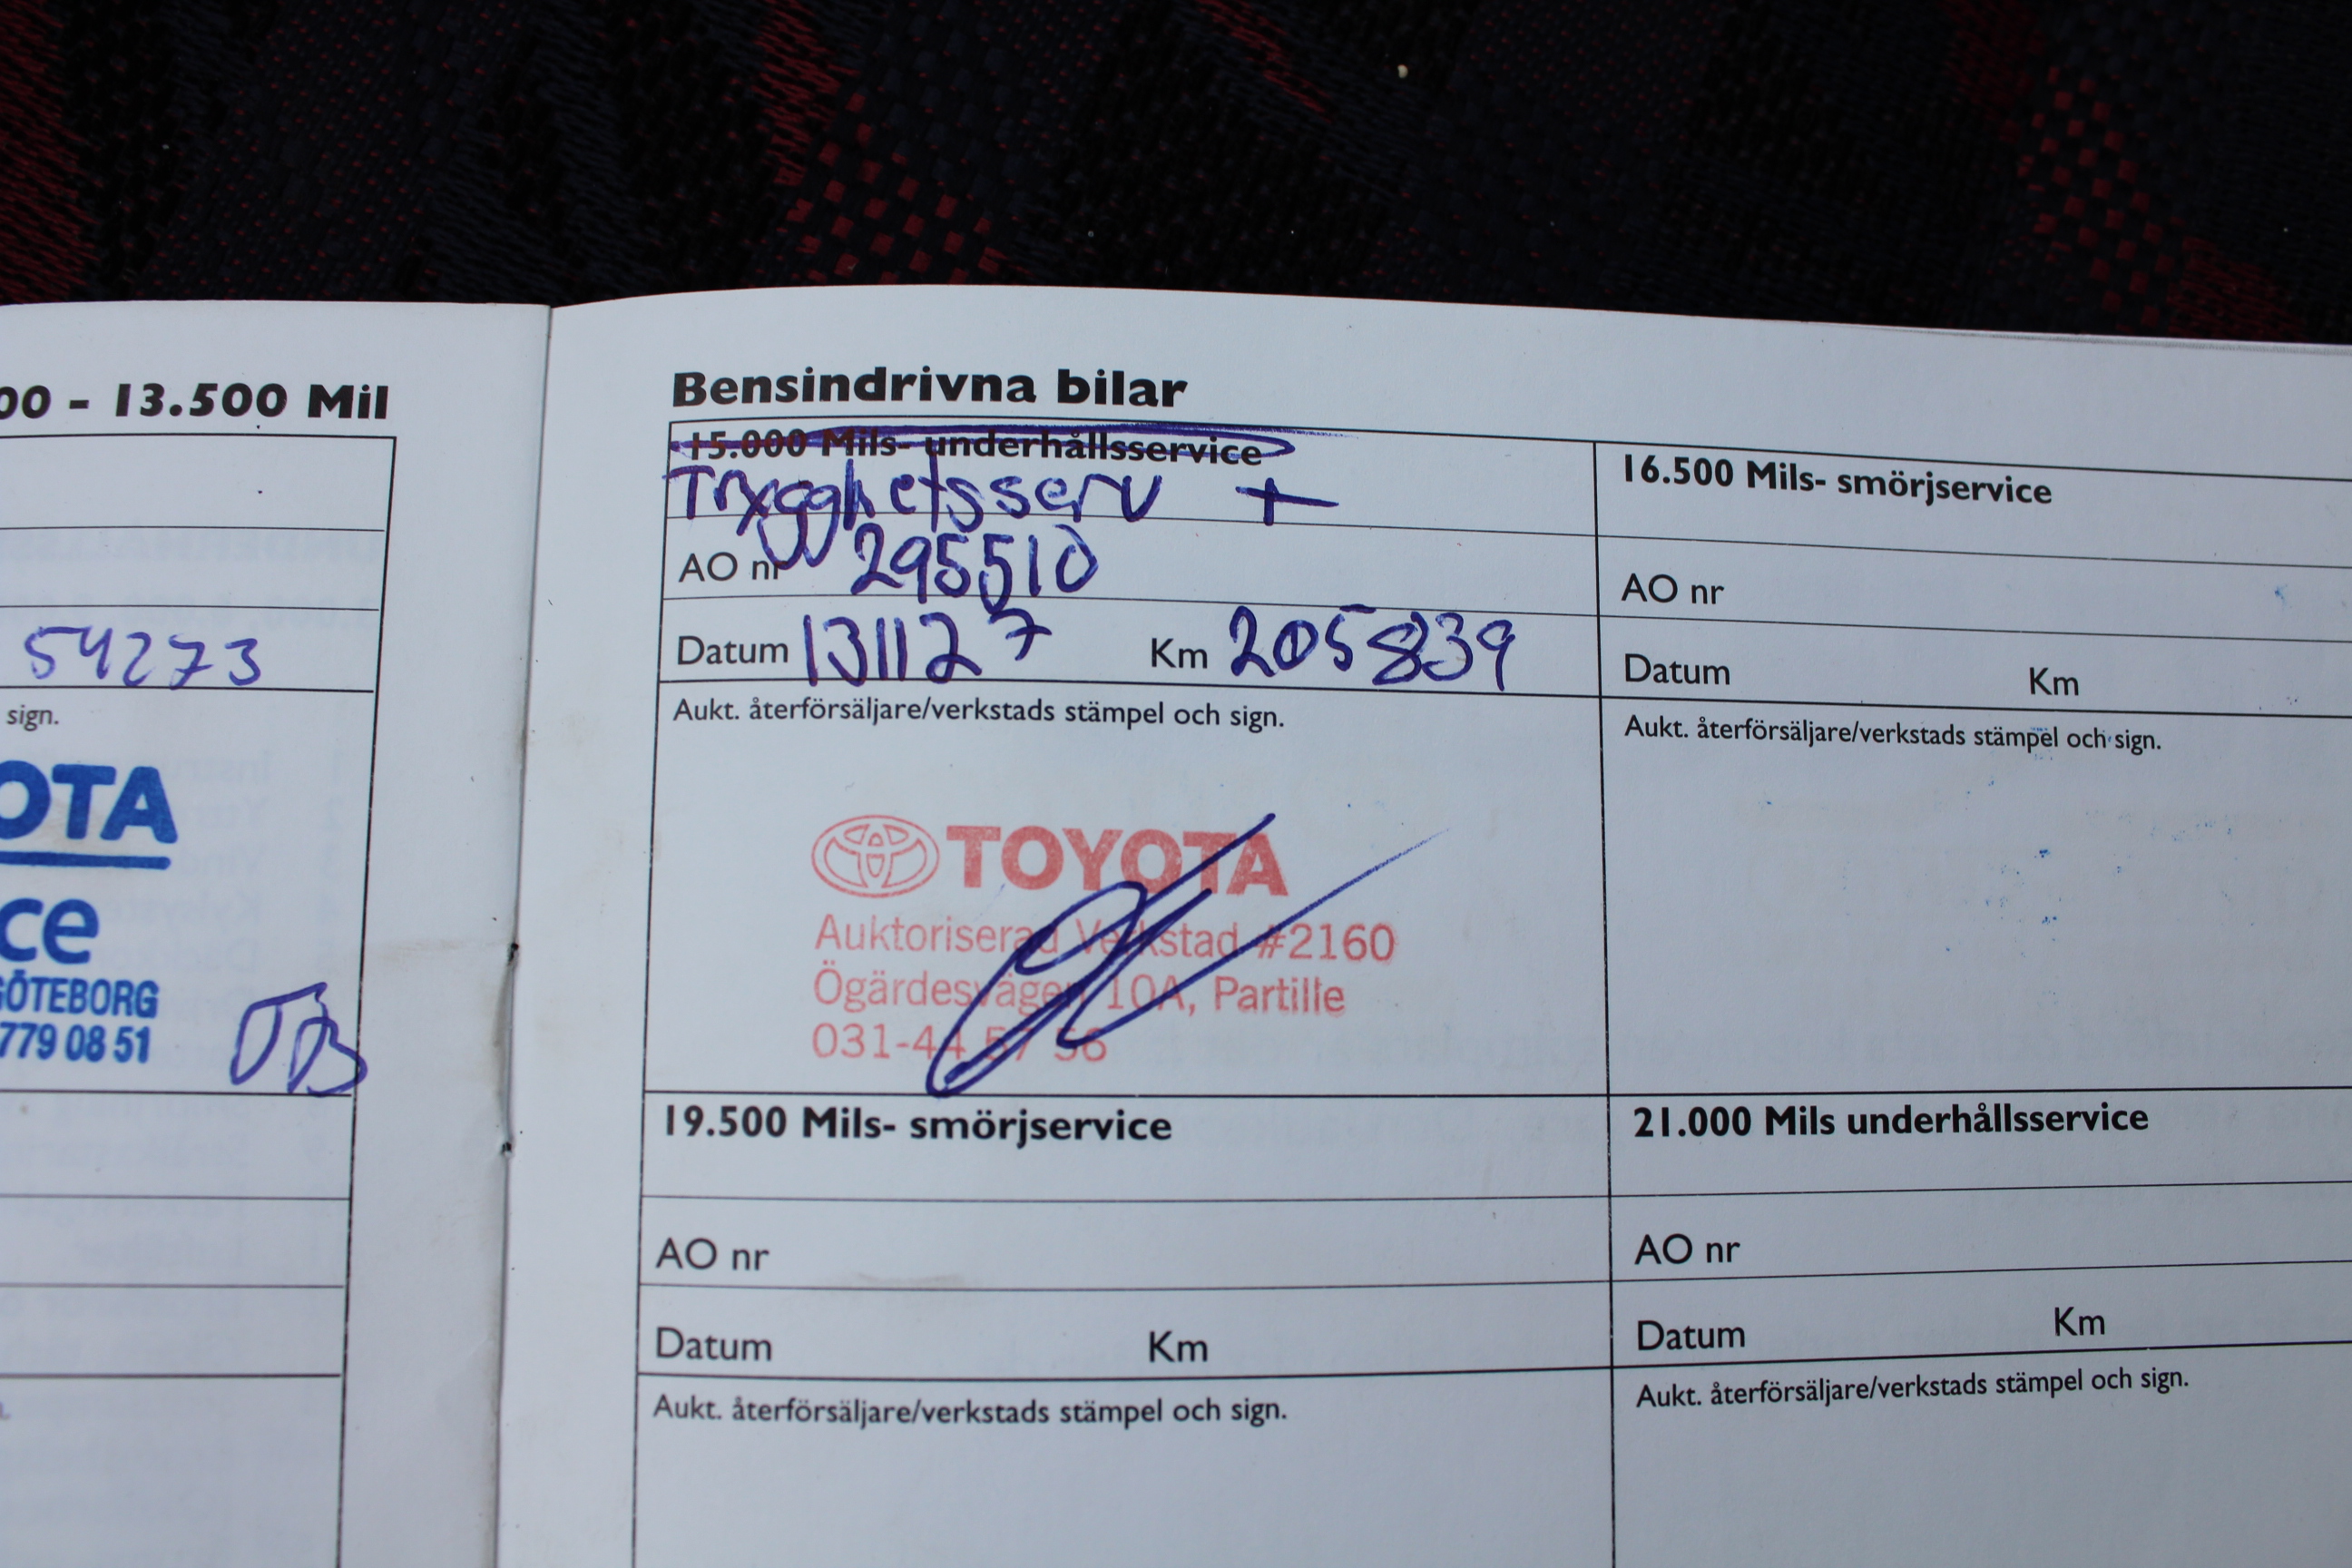 00 - 13.500 Mil
54273
sign.
OTA
ce
GÖTEBORG
779 08 51
Bensindrivna bilar
15.000 Mils- underhållsservice
Trygghetsserv +
AO nr 295510
Datum 131127 Km 205839
Aukt. återförsäljare/verkstads stämpel och sign.
TOYOTA
Auktoriserad Verkstad #2160
Ögärdesvägen 10A, Partille
031-44 57 56
16.500 Mils- smörjservice
AO nr
Datum Km
Aukt. återförsäljare/verkstads stämpel och sign.
19.500 Mils- smörjservice
AO nr
Datum Km
Aukt. återförsäljare/verkstads stämpel och sign.
21.000 Mils underhållsservice
AO nr
Datum Km
Aukt. återförsäljare/verkstads stämpel och sign.